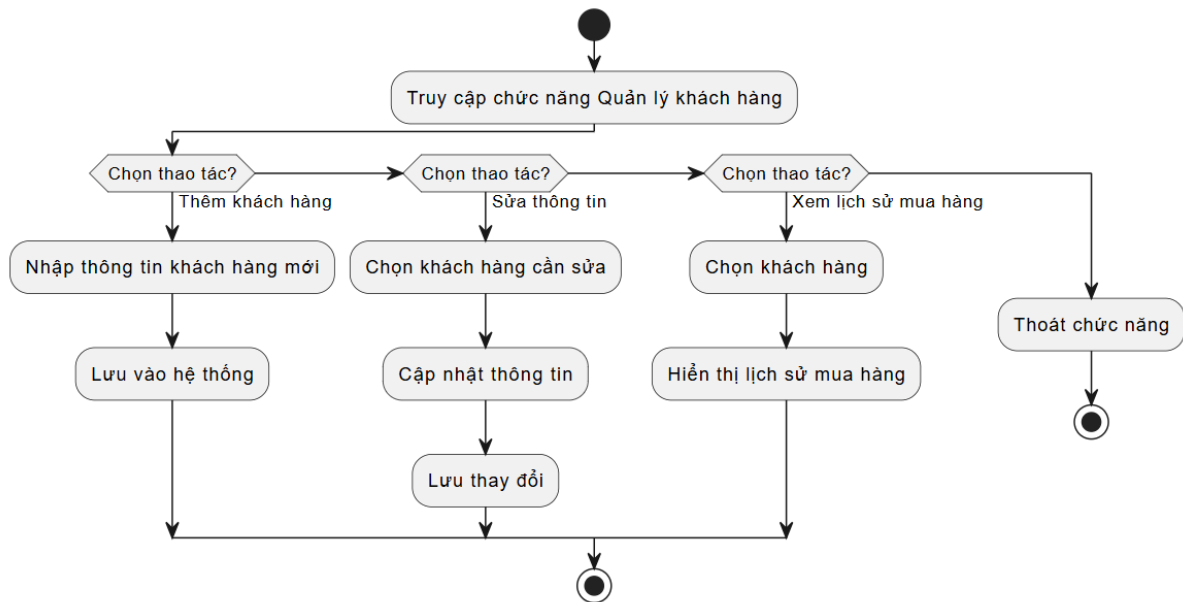 Truy cập chức năng Quản lý khách hàng
Chọn thao tác?
Chọn thao tác?
Chọn thao tác?
Thêm khách hàng
Sửa thông tin
Xem lịch sử mua hàng
Nhập thông tin khách hàng mới
Chọn khách hàng cần sửa
Chọn khách hàng
Thoát chức năng
Lưu vào hệ thống
Cập nhật thông tin
Hiển thị lịch sử mua hàng
Lưu thay đổi